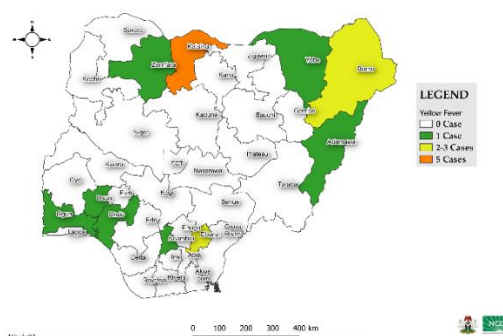 Sokoto
Katsina
Zamfara
Jigawa
Yobe
Borno
Kebbi
Kano
Kaduna
Bauchi
Gombe
Adamawa
Niger
Plateau
FCT
Kwara
Nasarawa
Taraba
Oyo
Ekiti
Kogi
Osun
Benue
Ogun
Ondo
Edo
Enugu
Ebonyi
Cross
River
Lagos
Anambra
Delta
Imo
Abia
Akwa
Ibom
Bayelsa
Rivers
LEGEND
Yellow Fever
0 Case
1 Case
2-3 Cases
5 Cases
0 100 200 300 400 km